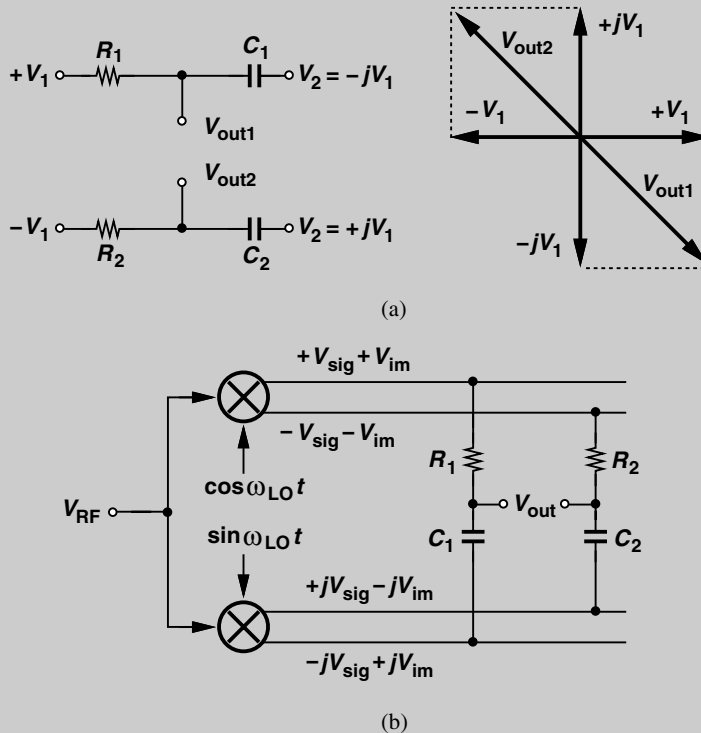 R1 C1
+V1 V2 = −jV1
Vout1
Vout2
−V1 V2 = +jV1
R2 C2
+jV1
Vout2
−V1 +V1
Vout1
−jV1
(a)
+Vsig + Vim
−Vsig − Vim
R1 R2
cos ωLO t
VRF Vout
sin ωLO t
C1 C2
+jVsig − jVim
−jVsig + jVim
(b)